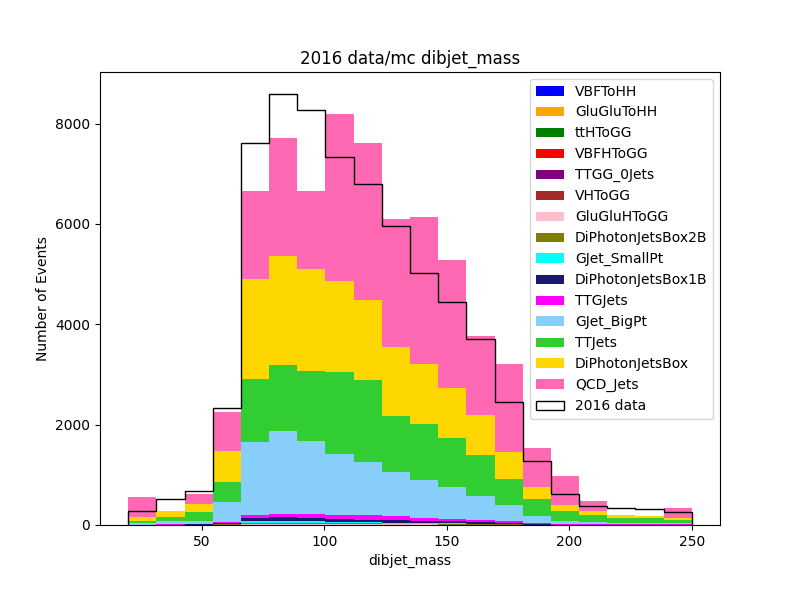 2016 data/mc dibjet_mass
VBFToHH
GluGluToHH
ttHToGG
VBFHToGG
TTGG_0Jets
VHToGG
GluGluHToGG
DiPhotonJetsBox2B
GJet_SmallPt
DiPhotonJetsBox1B
TTGJets
GJet_BigPt
TTJets
DiPhotonJetsBox
QCD_Jets
2016 data
Number of Events
8000
6000
4000
2000
0
50
100
150
200
250
dibjet_mass